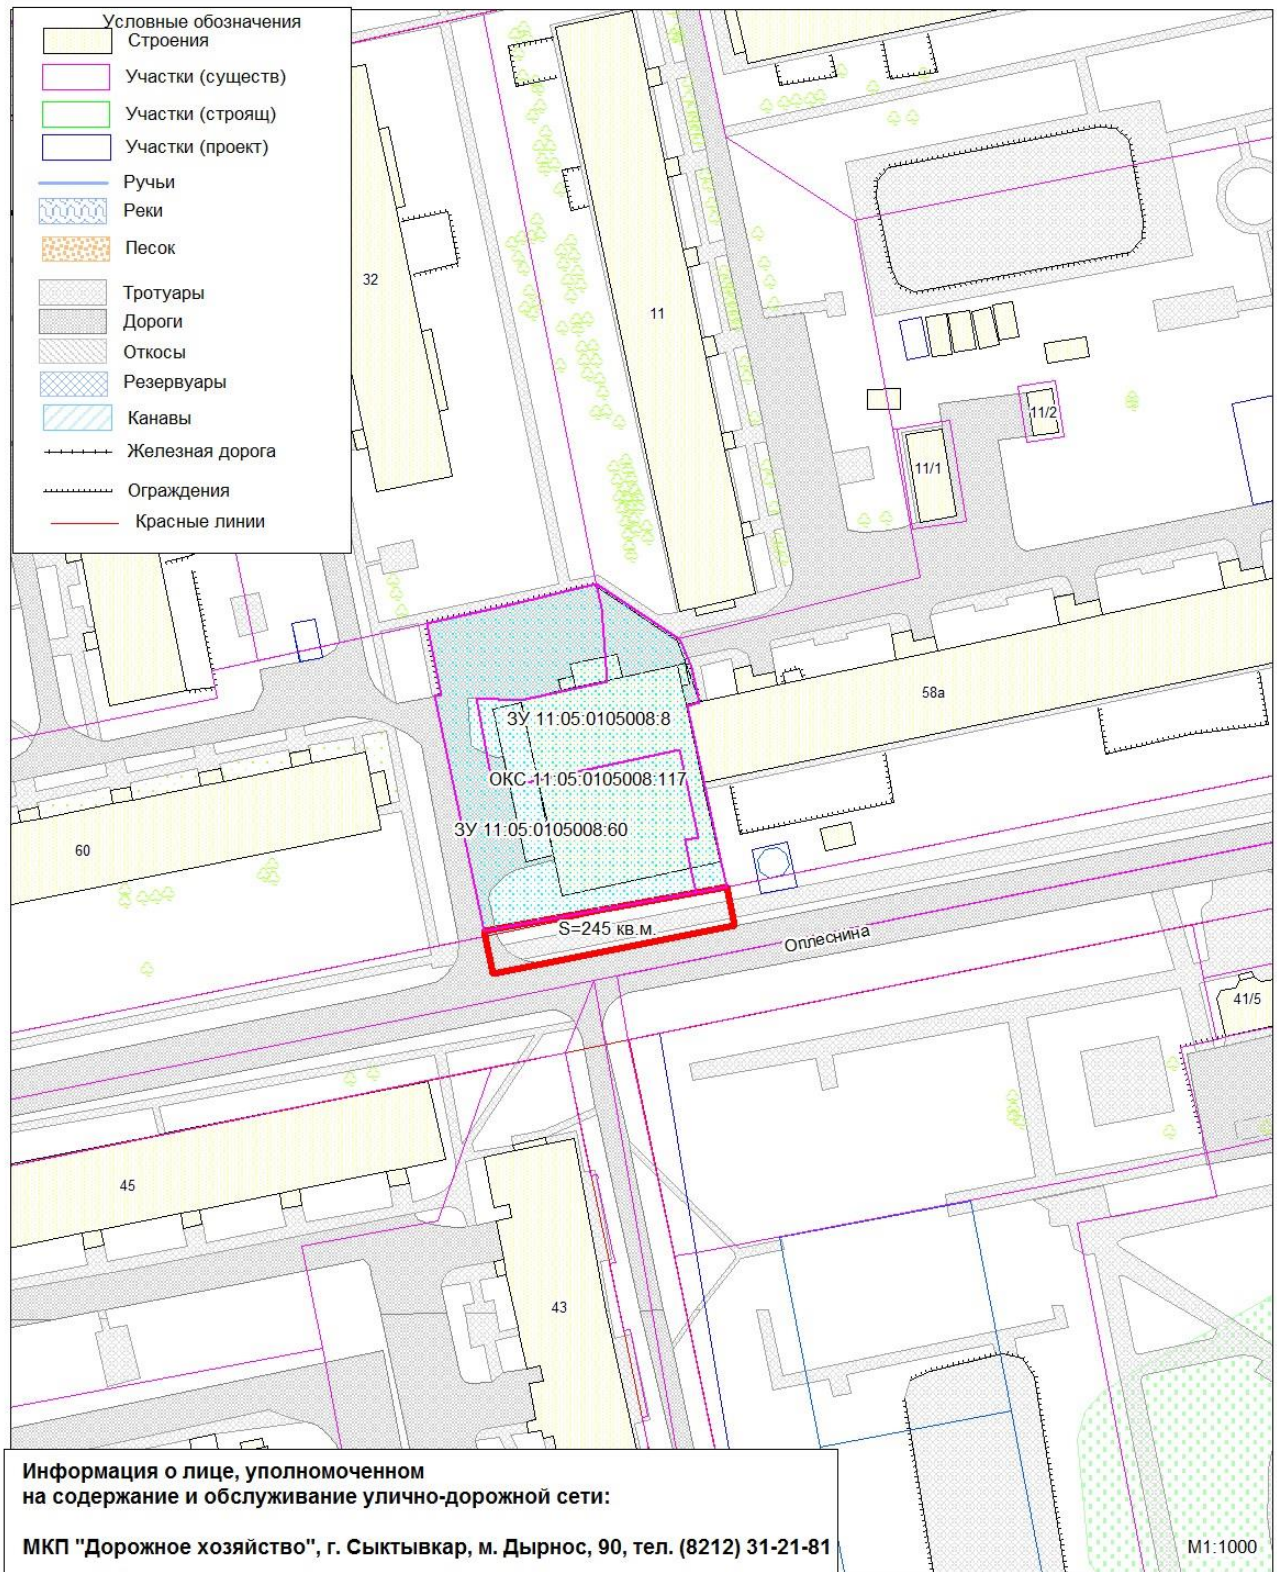 Условные обозначения
Строения
Участки (существ)
Участки (строящ)
Участки (проект)
Ручьи
Реки
Песок
Тротуары
Дороги
Откосы
Резервуары
Канавы
Железная дорога
Ограждения
Красные линии
32
11
11/2
11/1
58а
ЗУ 11:05:0105008:8
ОКС 11:05:0105008:117
ЗУ 11:05:0105008:60
60
S=245 кв.м.
Оплеснина
41/5
45
43
Информация о лице, уполномоченном
на содержание и обслуживание улично-дорожной сети:
МКП "Дорожное хозяйство", г. Сыктывкар, м. Дырнос, 90, тел. (8212) 31-21-81
М1:1000